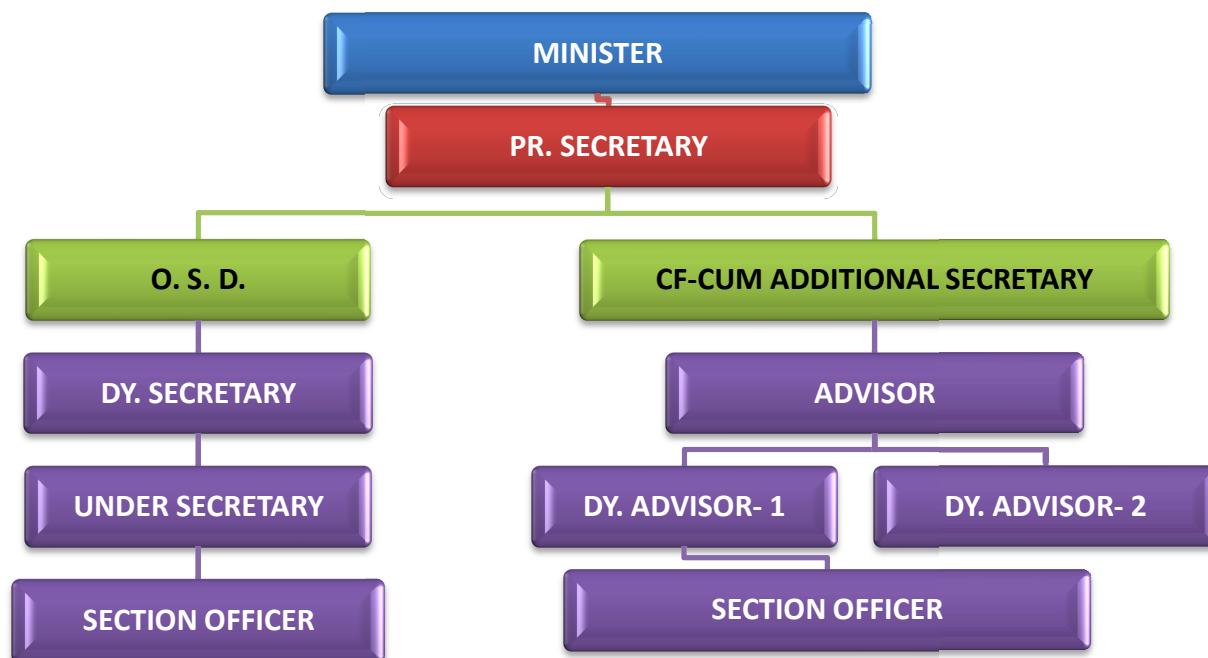 MINISTER
PR. SECRETARY
O. S. D.
CF-CUM ADDITIONAL SECRETARY
DY. SECRETARY
ADVISOR
UNDER SECRETARY
DY. ADVISOR- 1
DY. ADVISOR- 2
SECTION OFFICER
SECTION OFFICER